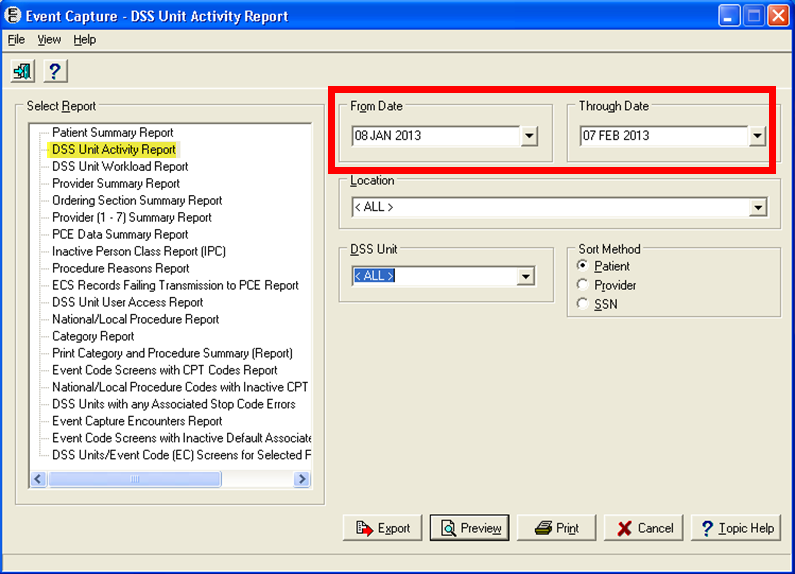 Event Capture - DSS Unit Activity Report
File View Help
Select Report
Patient Summary Report
DSS Unit Activity Report
DSS Unit Workload Report
Provider Summary Report
Ordering Section Summary Report
Provider (1 - 7) Summary Report
PCE Data Summary Report
Inactive Person Class Report (IPC)
Procedure Reasons Report
ECS Records Failing Transmission to PCE Report
DSS Unit User Access Report
National/Local Procedure Report
Category Report
Print Category and Procedure Summary (Report)
Event Code Screens with CPT Codes Report
National/Local Procedure Codes with Inactive CPT
DSS Units with any Associated Stop Code Errors
Event Capture Encounters Report
Event Code Screens with Inactive Default Associate
DSS Units/Event Code (EC) Screens for Selected F
From Date
08 JAN 2013
Through Date
07 FEB 2013
Location
< ALL >
DSS Unit
< ALL >
Sort Method
Patient
Provider
SSN
Export
Preview
Print
Cancel
? Topic Help